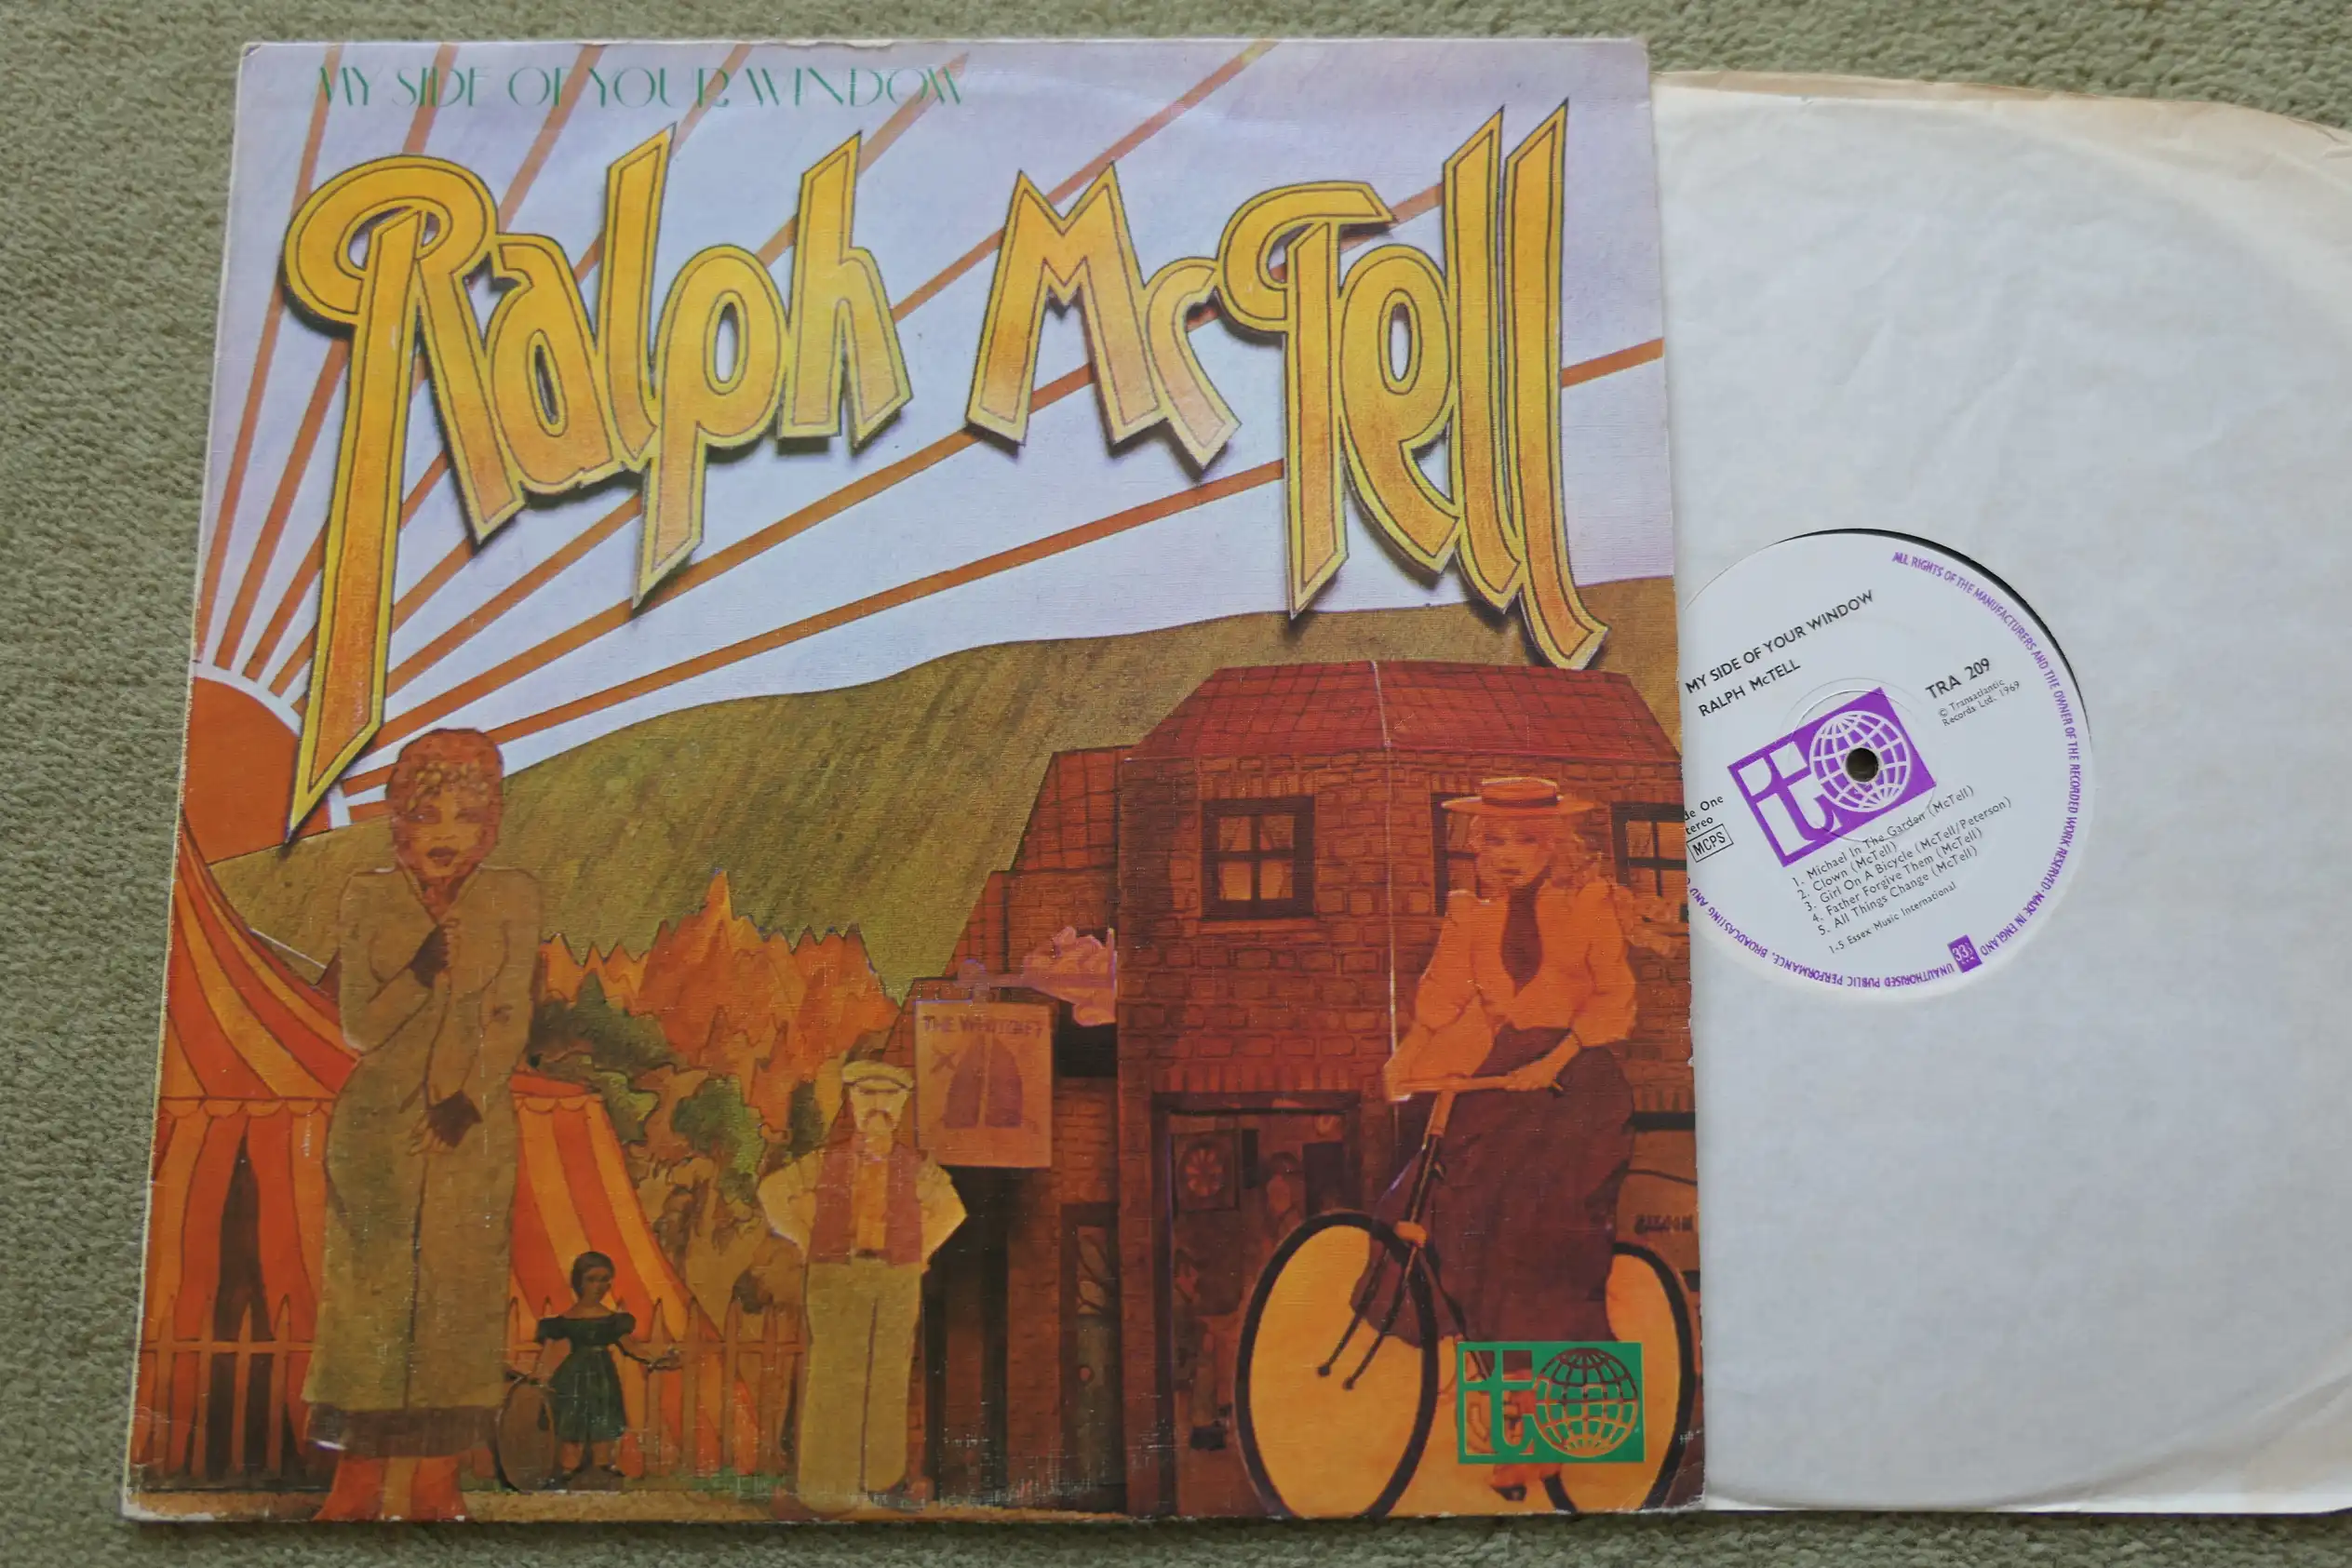 MY SIDE OF YOUR WINDOW
Ralph McTell
MY SIDE OF YOUR WINDOW
RALPH McTELL
TRA 209
© Transatlantic
Records Ltd. 1969
One
MCPS
1. Michael In The Garden (McTell)
2. Clown (McTell)
3. Girl On A Bicycle (McTell/Peterson)
4. Father Forgive Them (McTell)
5. All Things Change (McTell)
1-5 Essex Music International
ALL RIGHTS OF THE MANUFACTURERS AND THE OWNER OF THE RECORDED WORK RESERVED·MADE IN ENGLAND
33⅓
UNAUTHORISED PUBLIC PERFORMANCE, BROADCASTING AND
THE
t
t